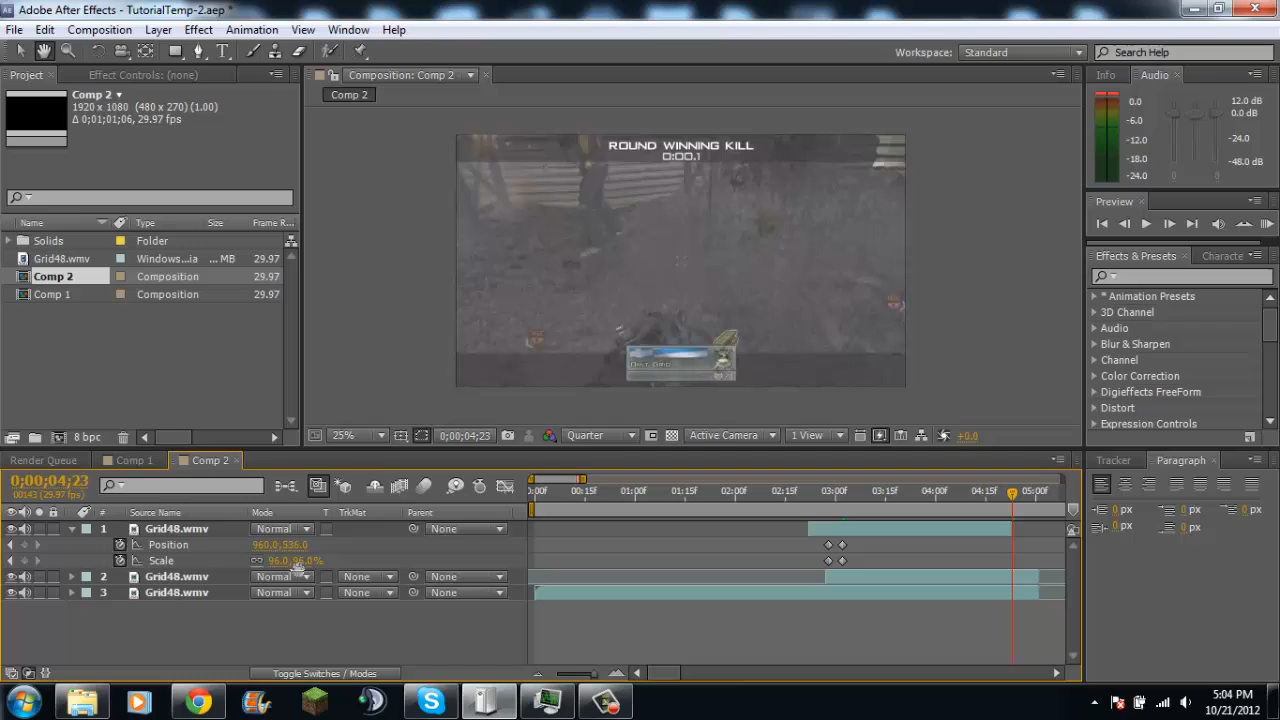 Adobe After Effects - TutorialTemp-2.aep *
File Edit Composition Layer Effect Animation View Window Help
Workspace: Standard Search Help
Project Effect Controls: (none) Composition: Comp 2 Info Audio
Comp 2
Comp 2
1920 x 1080 (480 x 270) (1.00)
Δ 0;01;01;06, 29.97 fps
0.0 12.0 dB
-6.0 0.0 dB
-12.0
-18.0 -24.0
-24.0 -48.0 dB
ROUND WINNING KILL
0:00.1
Preview
Name Type Size Frame R...
Solids Folder
Grid48.wmv Windows...ia ... MB 29.97
Comp 2 Composition 29.97
Comp 1 Composition 29.97
Effects & Presets Characte
* Animation Presets
3D Channel
Audio
Blur & Sharpen
Channel
Color Correction
Digieffects FreeForm
Distort
Expression Controls
8 bpc 25% 0;00;04;23 Quarter Active Camera 1 View +0.0
Render Queue Comp 1 Comp 2 Tracker Paragraph
0;00;04;23
00143 (29.97 fps)
0:00f 00:15f 01:00f 01:15f 02:00f 02:15f 03:00f 03:15f 04:00f 04:15f 05:00f
# Source Name Mode T TrkMat Parent
1 Grid48.wmv Normal None
Position 960.0,536.0
Scale 96.0,96.0%
2 Grid48.wmv Normal None None
3 Grid48.wmv Normal None None
0 px 0 px 0 px
0 px 0 px
Toggle Switches / Modes
5:04 PM
10/21/2012